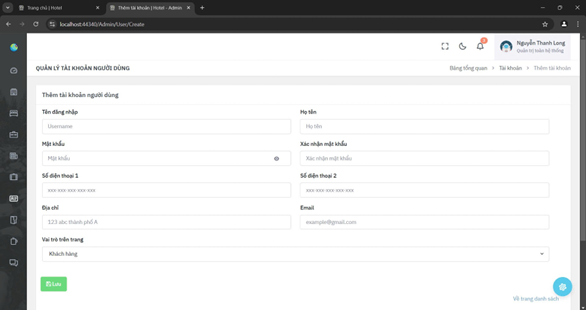 Trang chủ | Hotel
Thêm tài khoản | Hotel - Admin
localhost:44340/Admin/User/Create
Nguyễn Thanh Long
Quản trị toàn hệ thống
QUẢN LÝ TÀI KHOẢN NGƯỜI DÙNG
Bảng tổng quan > Tài khoản > Thêm tài khoản
Thêm tài khoản người dùng
Tên đăng nhập
Họ tên
Username
Họ tên
Mật khẩu
Xác nhận mật khẩu
Mật khẩu
Xác nhận mật khẩu
Số điện thoại 1
Số điện thoại 2
xxx-xxx-xxx-xxx-xxx
xxx-xxx-xxx-xxx-xxx
Địa chỉ
Email
123 abc thành phố A
example@gmail.com
Vai trò trên trang
Khách hàng
Lưu
Về trang danh sách